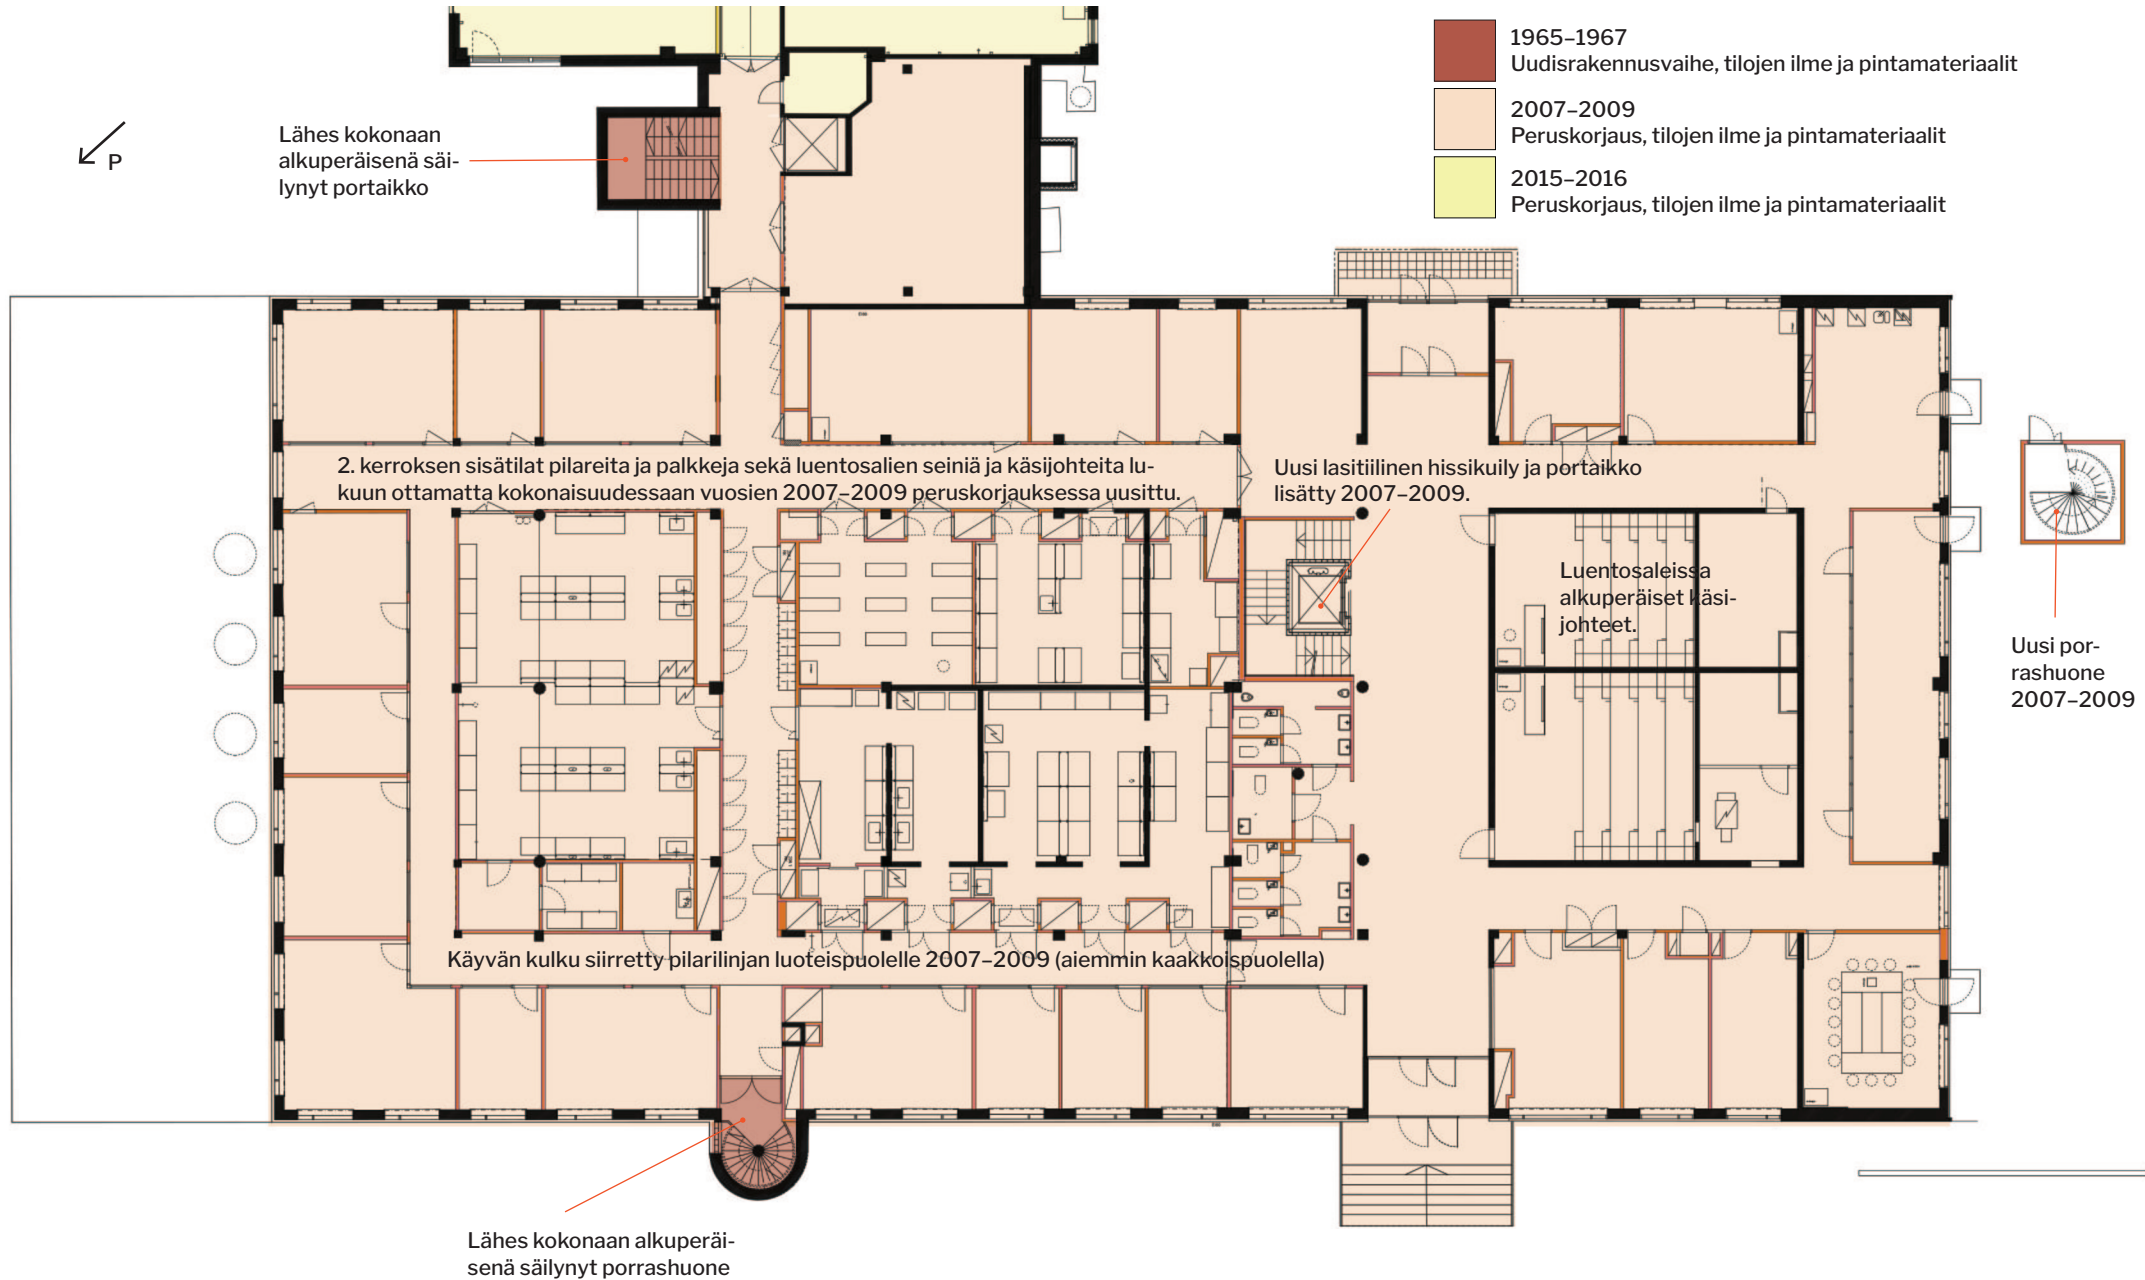 1965–1967
Uudisrakennusvaihe, tilojen ilme ja pintamateriaalit
2007–2009
Peruskorjaus, tilojen ilme ja pintamateriaalit
2015–2016
Peruskorjaus, tilojen ilme ja pintamateriaalit
P
Lähes kokonaan
alkuperäisenä säi-
lynyt portaikko
2. kerroksen sisätilat pilareita ja palkkeja sekä luentosalien seiniä ja käsijohteita lu-
kuun ottamatta kokonaisuudessaan vuosien 2007–2009 peruskorjauksessa uusittu.
Uusi lasitiilinen hissikuily ja portaikko
lisätty 2007–2009.
Luentosaleissa
alkuperäiset käsi-
johteet.
Uusi por-
rashuone
2007–2009
Käyvän kulku siirretty pilarilinjan luoteispuolelle 2007–2009 (aiemmin kaakkoispuolella)
Lähes kokonaan alkuperäi-
senä säilynyt porrashuone